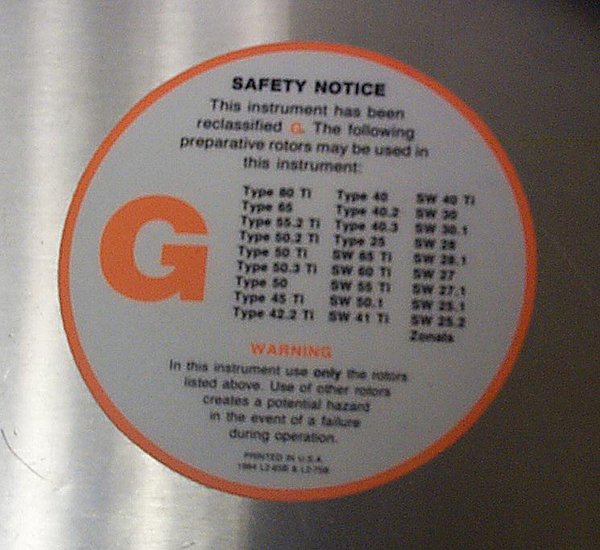 SAFETY NOTICE
This instrument has been
reclassified G. The following
preparative rotors may be used in
this instrument:
G
Type 80 Ti Type 40 SW 40 Ti
Type 65 Type 40.2 SW 30
Type 55.2 Ti Type 40.3 SW 30.1
Type 50.2 Ti Type 25 SW 28
Type 50 Ti SW 65 Ti SW 28.1
Type 50.3 Ti SW 60 Ti SW 27
Type 50 SW 55 Ti SW 27.1
Type 45 Ti SW 50.1 SW 25.1
Type 42.2 Ti SW 41 Ti SW 25.2
Zonals
WARNING
In this instrument use only the rotors
listed above. Use of other rotors
creates a potential hazard
in the event of a failure
during operation.
PRINTED IN U.S.A.
1984 L2-65B & L2-75B